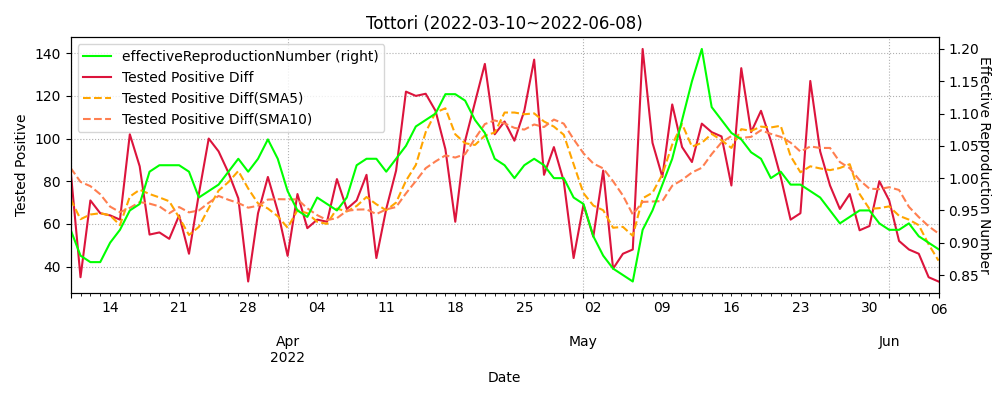 Tottori (2022-03-10~2022-06-08)
effectiveReproductionNumber (right)
Tested Positive Diff
Tested Positive Diff(SMA5)
Tested Positive Diff(SMA10)
Tested Positive
140
120
100
80
60
40
Effective Reproduction Number
1.20
1.15
1.10
1.05
1.00
0.95
0.90
0.85
14 21 28 04 11 18 25 02 09 16 23 30 06
Apr May Jun
2022
Date